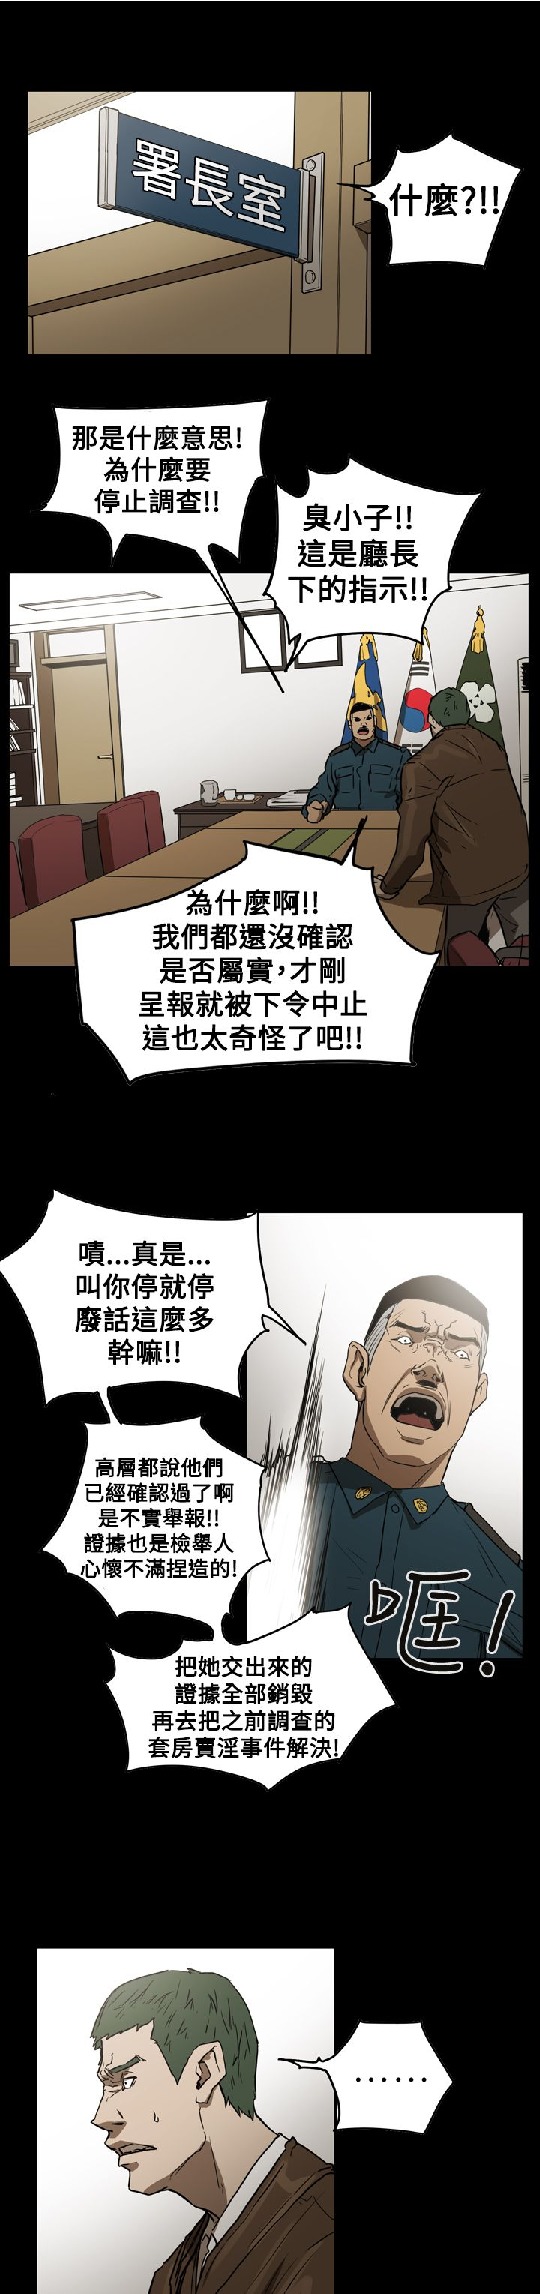 署長室
什麼?!!
那是什麼意思!
為什麼要
停止調查!!
臭小子!!
這是廳長
下的指示!!
為什麼啊!!
我們都還沒確認
是否屬實,才剛
呈報就被下令中止
這也太奇怪了吧!!
嘖...真是...
叫你停就停
廢話這麼多
幹嘛!!
高層都說他們
已經確認過了啊
是不實舉報!!
證據也是檢舉人
心懷不滿捏造的!
哐!
把她交出來的
證據全部銷毀
再去把之前調查的
套房賣淫事件解決!
......